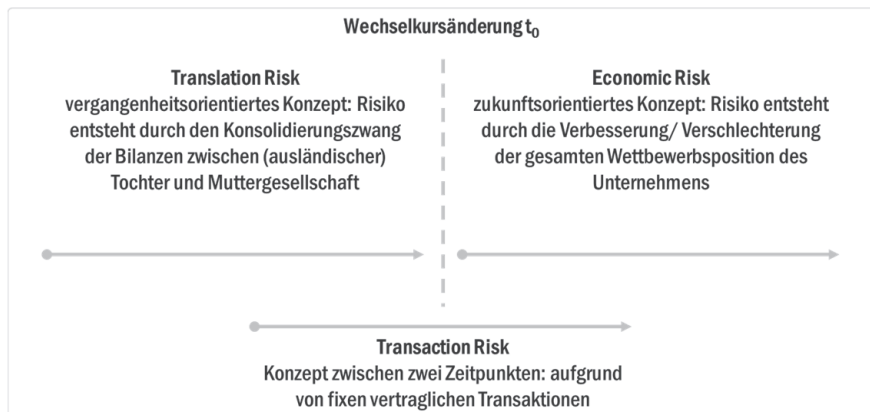 Wechselkursänderung t₀
Translation Risk
vergangenheitsorientiertes Konzept: Risiko
entsteht durch den Konsolidierungszwang
der Bilanzen zwischen (ausländischer)
Tochter und Muttergesellschaft
Economic Risk
zukunftsorientiertes Konzept: Risiko entsteht
durch die Verbesserung/ Verschlechterung
der gesamten Wettbewerbsposition des
Unternehmens
Transaction Risk
Konzept zwischen zwei Zeitpunkten: aufgrund
von fixen vertraglichen Transaktionen